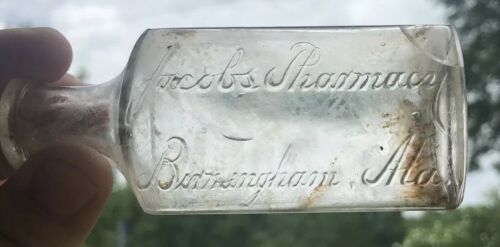 Jacobs Pharmacy
Birmingham, Ala.